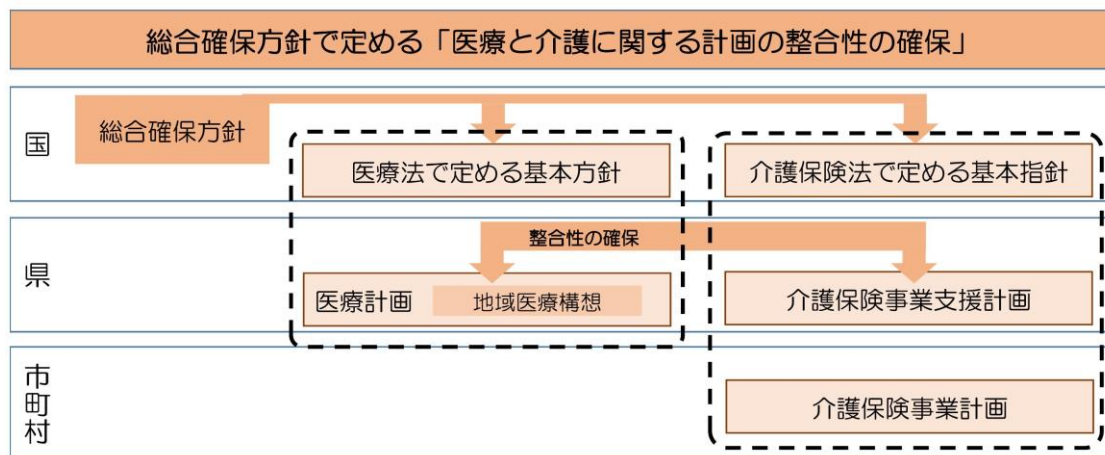 総合確保方針で定める「医療と介護に関する計画の整合性の確保」
国
総合確保方針
医療法で定める基本方針
介護保険法で定める基本指針
県
整合性の確保
医療計画
地域医療構想
介護保険事業支援計画
市町村
介護保険事業計画